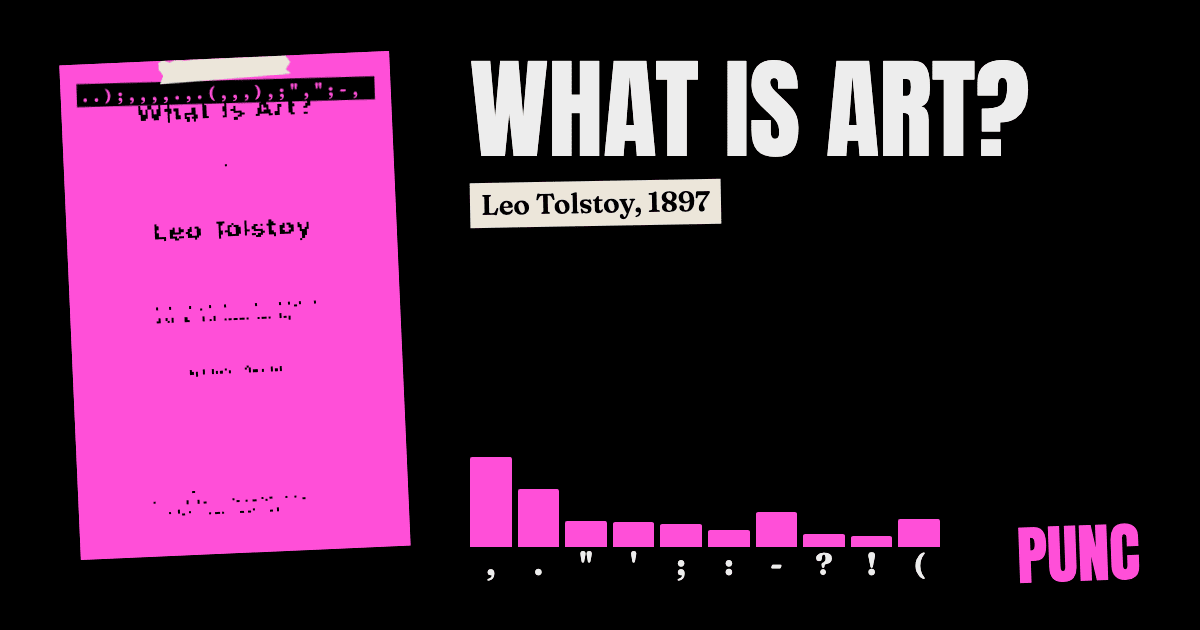 ..);,,,,.,.(,,,),;",";-,
What Is Art?
Leo Tolstoy
WHAT IS ART?
Leo Tolstoy, 1897
, . " ' ; : - ? ! (
PUNC